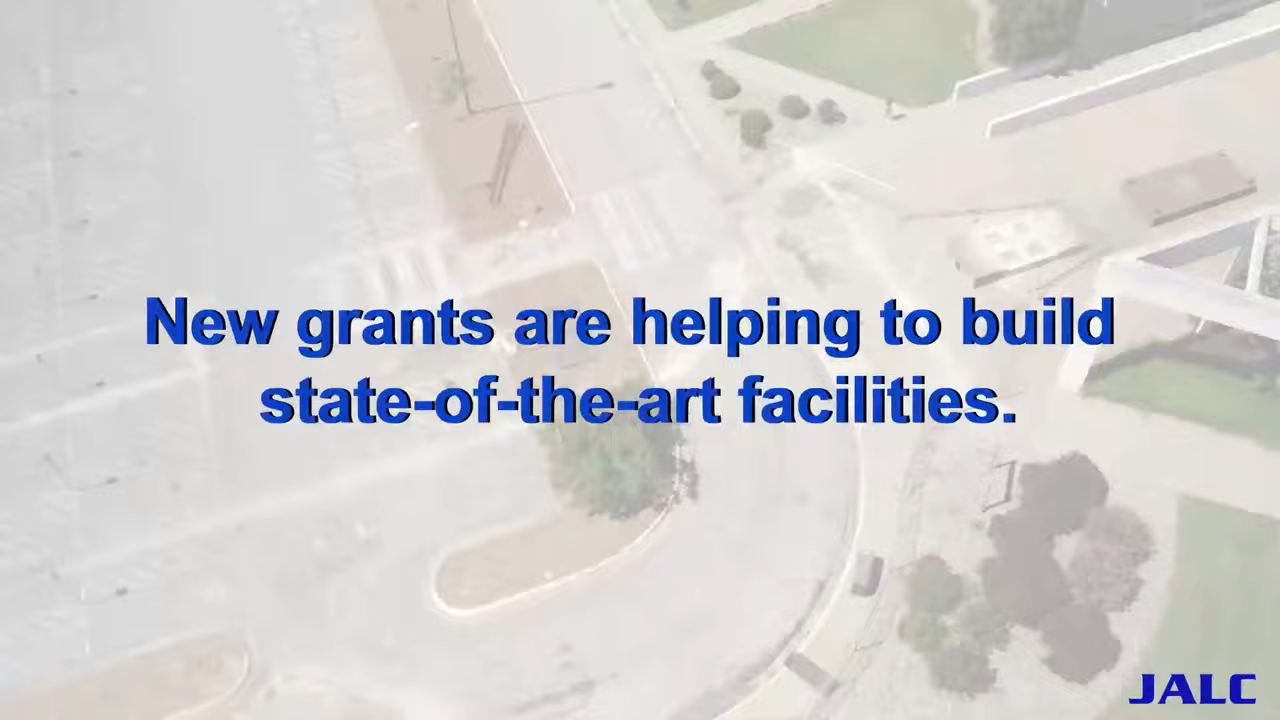 New grants are helping to build
state-of-the-art facilities.
JALC